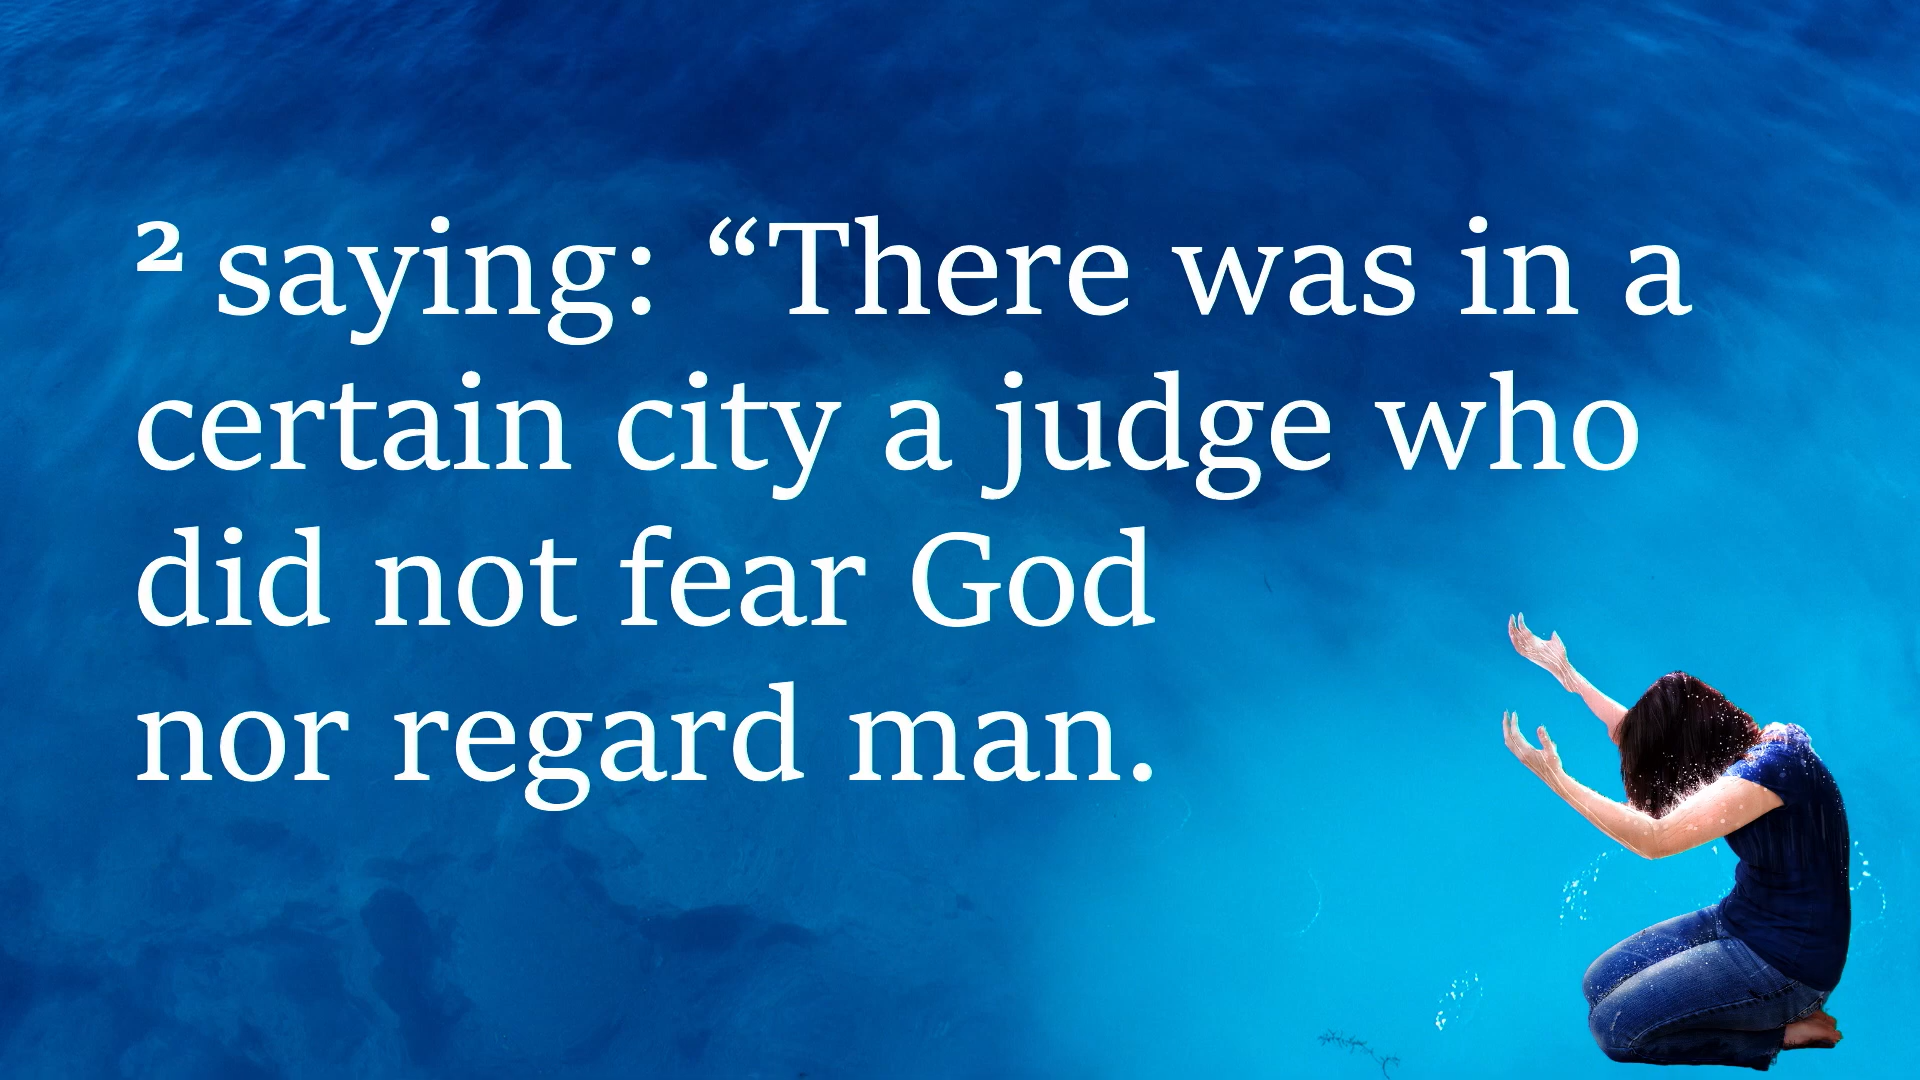 ² saying: “There was in a
certain city a judge who
did not fear God
nor regard man.